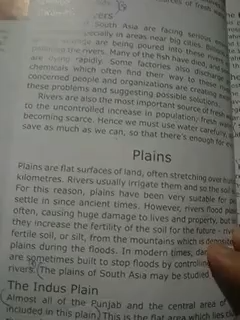 of fresh
RIVERS
of South Asia are facing serious
especially in areas near big cities.
are being poured into these rivers
polluting the rivers. Many of the fish have died, and
are dying rapidly. Some factories also discharge
chemicals which often find their way to these
concerned people and organizations are creating
these problems and suggesting possible solutions.
Rivers are also the most important source of fresh
to the uncontrolled increase in population, fresh
becoming scarce. Hence we must use water carefully
save as much as we can, so that there's enough for
Plains
Plains are flat surfaces of land, often stretching over
kilometres. Rivers usually irrigate them and so the soil
For this reason, plains have been very suitable for
settle in since ancient times. However, rivers flood
often, causing huge damage to lives and property, but
they increase the fertility of the soil for the future -
fertile soil, or silt, from the mountains which is
plains during the floods. In modern times, dams
are sometimes built to stop floods by controlling
rivers. The plains of South Asia may be studied
The Indus Plain
Almost all of the Punjab and the central area of
included in this plain. This is the flat area which lies